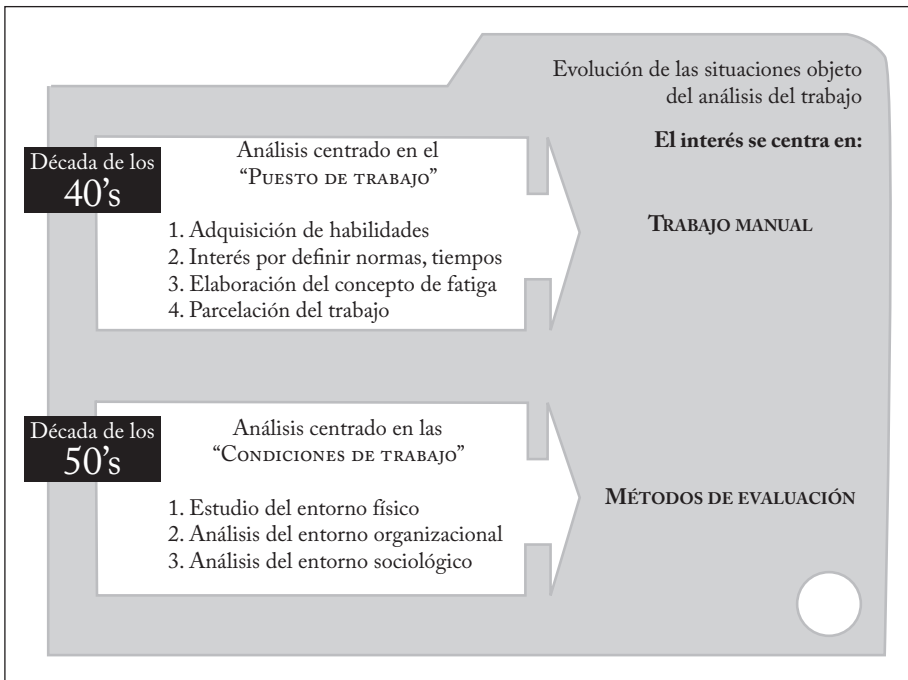 Evolución de las situaciones objeto
del análisis del trabajo
El interés se centra en:
Década de los
40’s
Análisis centrado en el
“Puesto de trabajo”
1. Adquisición de habilidades
2. Interés por definir normas, tiempos
3. Elaboración del concepto de fatiga
4. Parcelación del trabajo
Trabajo manual
Década de los
50’s
Análisis centrado en las
“Condiciones de trabajo”
1. Estudio del entorno físico
2. Análisis del entorno organizacional
3. Análisis del entorno sociológico
Métodos de evaluación